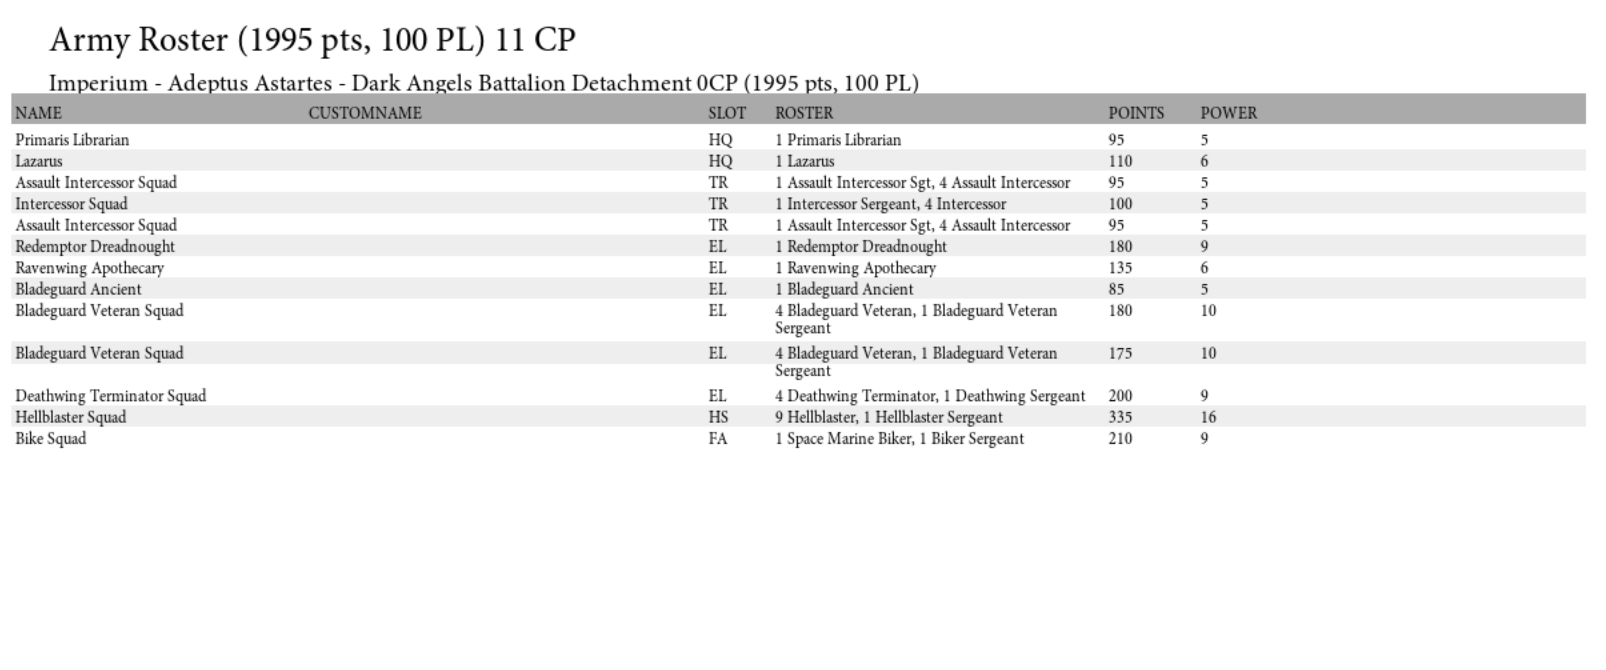 Army Roster (1995 pts, 100 PL) 11 CP
Imperium - Adeptus Astartes - Dark Angels Battalion Detachment 0CP (1995 pts, 100 PL)
NAME CUSTOMNAME SLOT ROSTER POINTS POWER
Primaris Librarian HQ 1 Primaris Librarian 95 5
Lazarus HQ 1 Lazarus 110 6
Assault Intercessor Squad TR 1 Assault Intercessor Sgt, 4 Assault Intercessor 95 5
Intercessor Squad TR 1 Intercessor Sergeant, 4 Intercessor 100 5
Assault Intercessor Squad TR 1 Assault Intercessor Sgt, 4 Assault Intercessor 95 5
Redemptor Dreadnought EL 1 Redemptor Dreadnought 180 9
Ravenwing Apothecary EL 1 Ravenwing Apothecary 135 6
Bladeguard Ancient EL 1 Bladeguard Ancient 85 5
Bladeguard Veteran Squad EL 4 Bladeguard Veteran, 1 Bladeguard Veteran 180 10
Sergeant
Bladeguard Veteran Squad EL 4 Bladeguard Veteran, 1 Bladeguard Veteran 175 10
Sergeant
Deathwing Terminator Squad EL 4 Deathwing Terminator, 1 Deathwing Sergeant 200 9
Hellblaster Squad HS 9 Hellblaster, 1 Hellblaster Sergeant 335 16
Bike Squad FA 1 Space Marine Biker, 1 Biker Sergeant 210 9